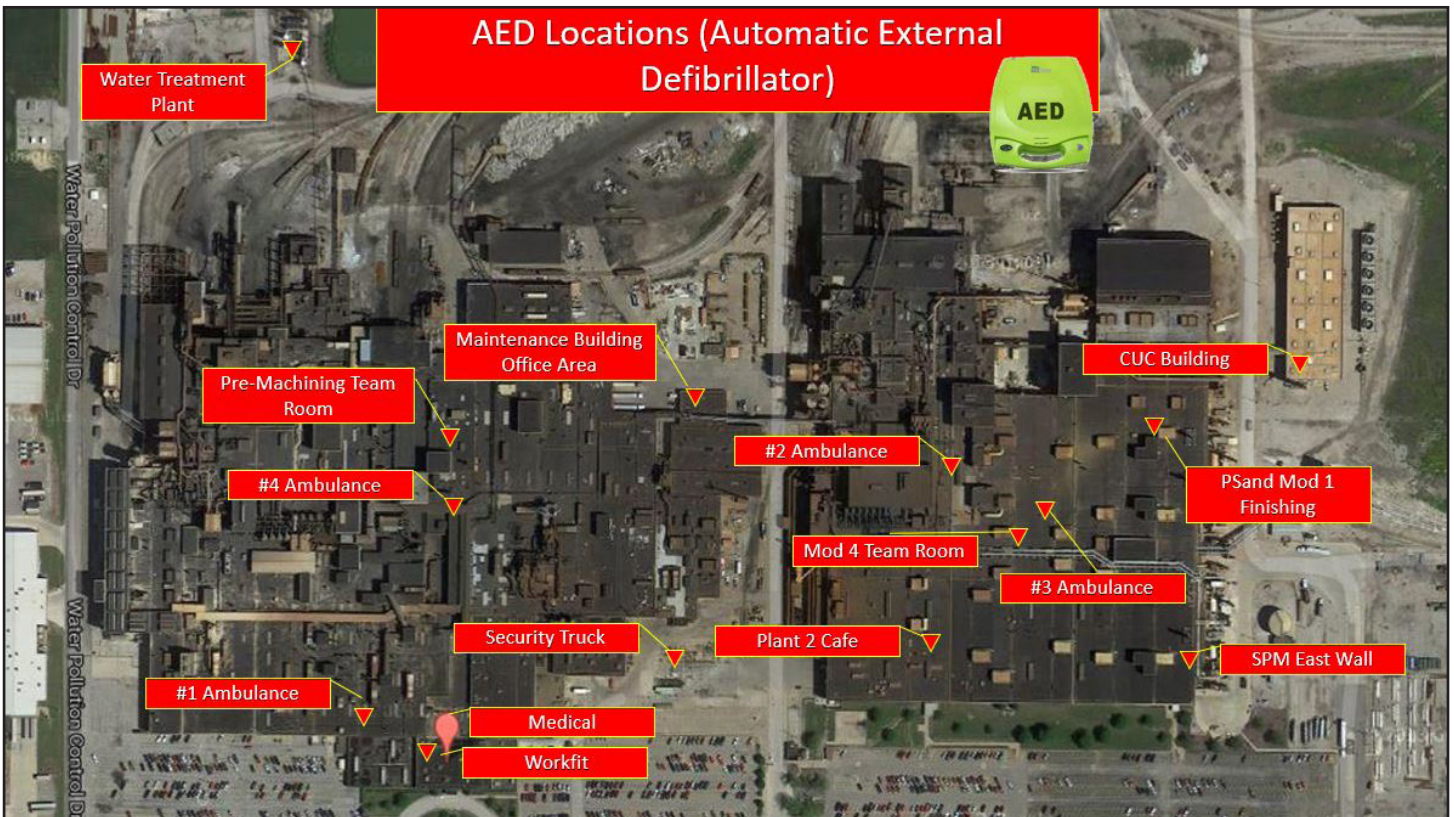 AED Locations (Automatic External
Defibrillator)
AED
Water Treatment
Plant
Water Pollution Control Dr
Maintenance Building
Office Area
CUC Building
Pre-Machining Team
Room
#2 Ambulance
#4 Ambulance
PSand Mod 1
Finishing
Mod 4 Team Room
#3 Ambulance
Water Pollution Control Dr
Security Truck
Plant 2 Cafe
SPM East Wall
#1 Ambulance
Medical
Workfit